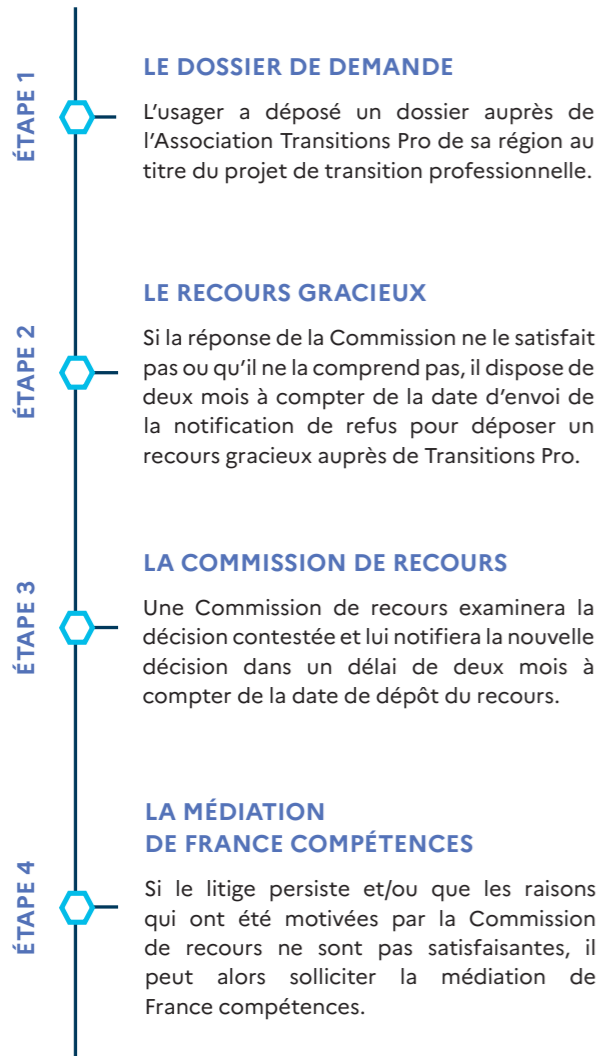 ÉTAPE 1
LE DOSSIER DE DEMANDE
L’usager a déposé un dossier auprès de
l’Association Transitions Pro de sa région au
titre du projet de transition professionnelle.
ÉTAPE 2
LE RECOURS GRACIEUX
Si la réponse de la Commission ne le satisfait
pas ou qu’il ne la comprend pas, il dispose de
deux mois à compter de la date d’envoi de
la notification de refus pour déposer un
recours gracieux auprès de Transitions Pro.
ÉTAPE 3
LA COMMISSION DE RECOURS
Une Commission de recours examinera la
décision contestée et lui notifiera la nouvelle
décision dans un délai de deux mois à
compter de la date de dépôt du recours.
ÉTAPE 4
LA MÉDIATION
DE FRANCE COMPÉTENCES
Si le litige persiste et/ou que les raisons
qui ont été motivées par la Commission
de recours ne sont pas satisfaisantes, il
peut alors solliciter la médiation de
France compétences.